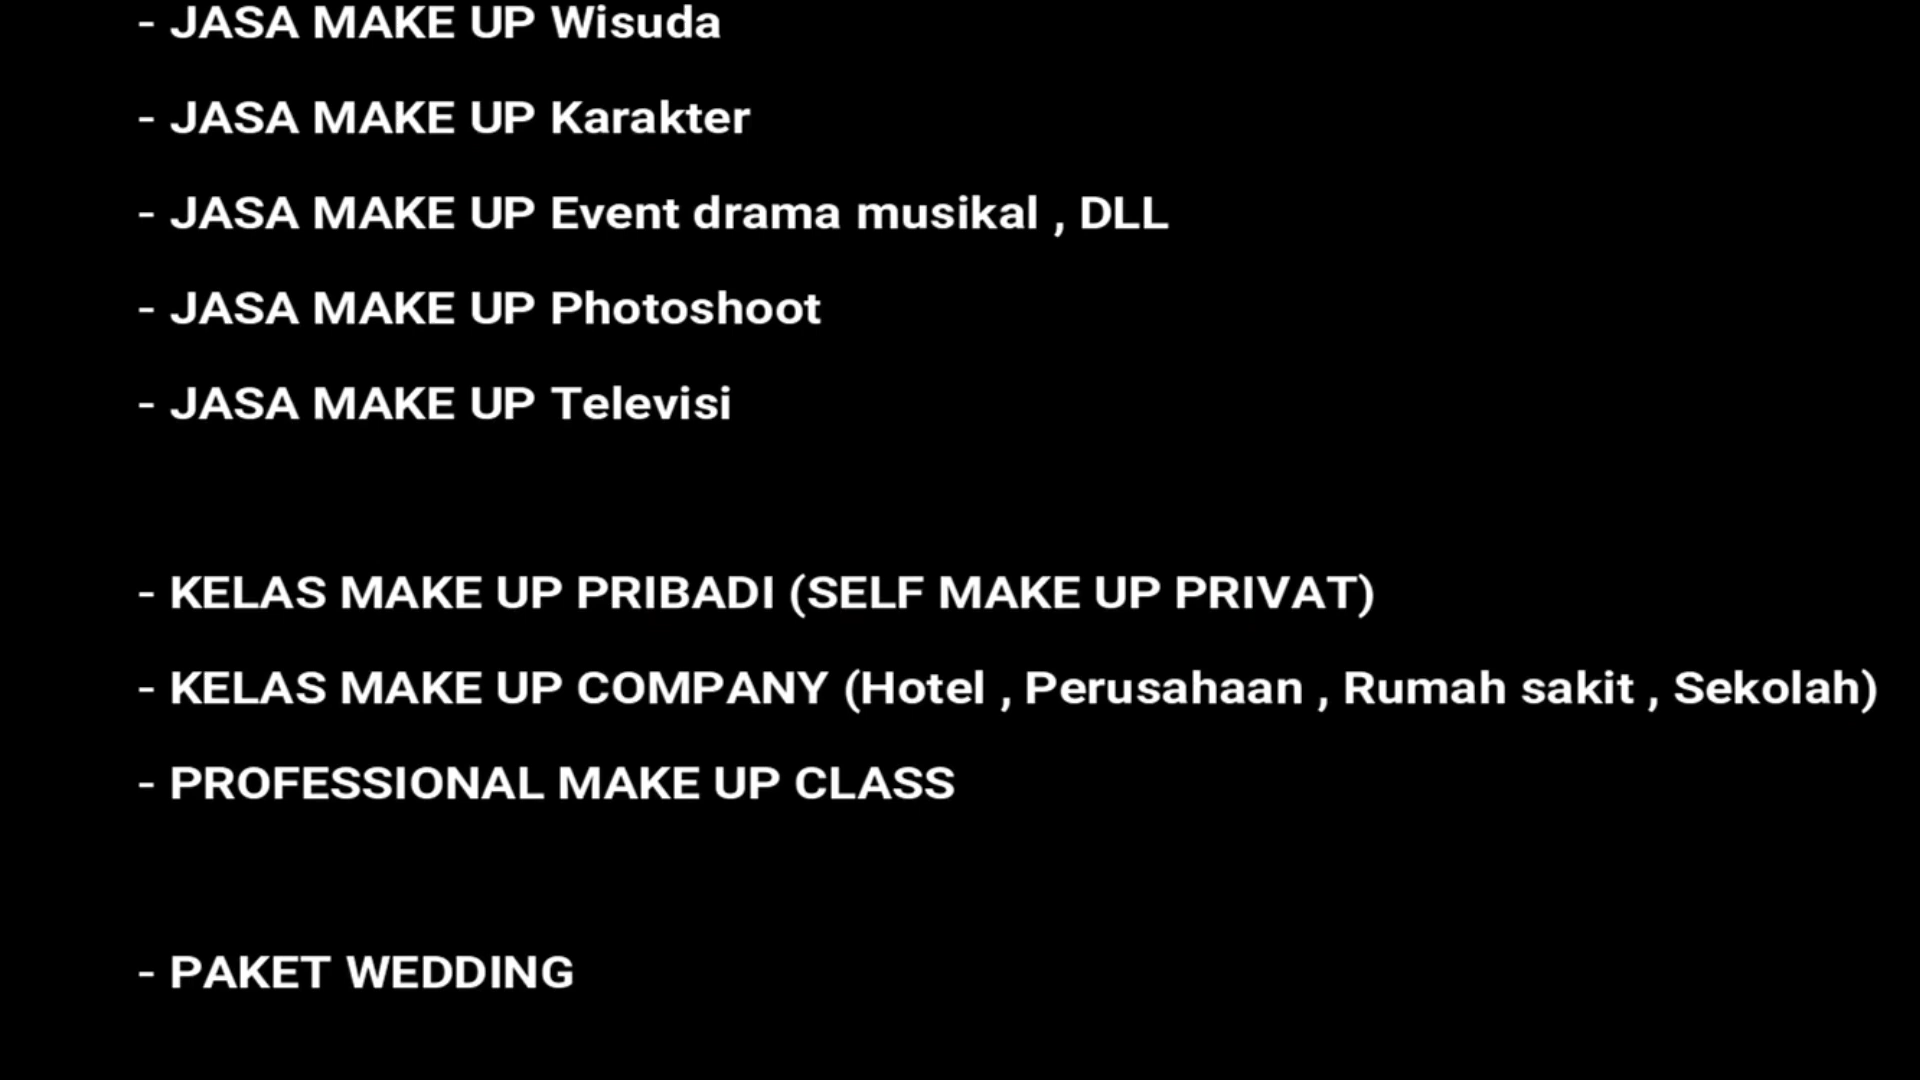 - JASA MAKE UP Wisuda
- JASA MAKE UP Karakter
- JASA MAKE UP Event drama musikal , DLL
- JASA MAKE UP Photoshoot
- JASA MAKE UP Televisi
- KELAS MAKE UP PRIBADI (SELF MAKE UP PRIVAT)
- KELAS MAKE UP COMPANY (Hotel , Perusahaan , Rumah sakit , Sekolah)
- PROFESSIONAL MAKE UP CLASS
- PAKET WEDDING